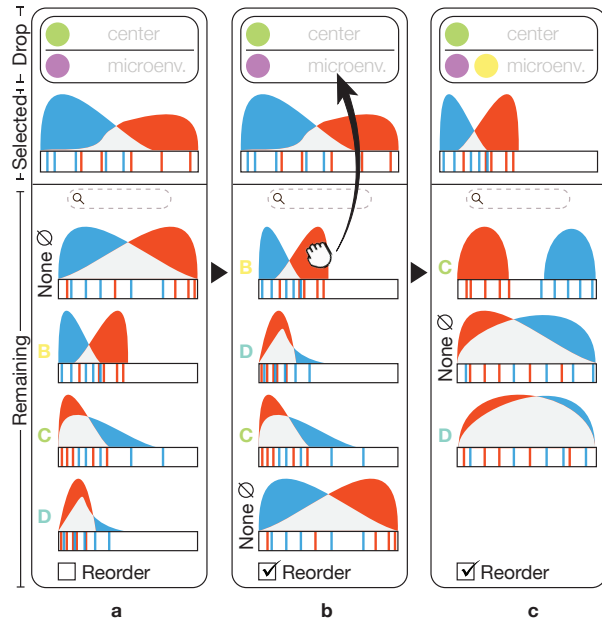 Drop
Selected
Remaining
center
microenv.
None ∅
B
C
D
Reorder
a
center
microenv.
B
D
C
None ∅
Reorder
b
center
microenv.
C
None ∅
D
Reorder
c